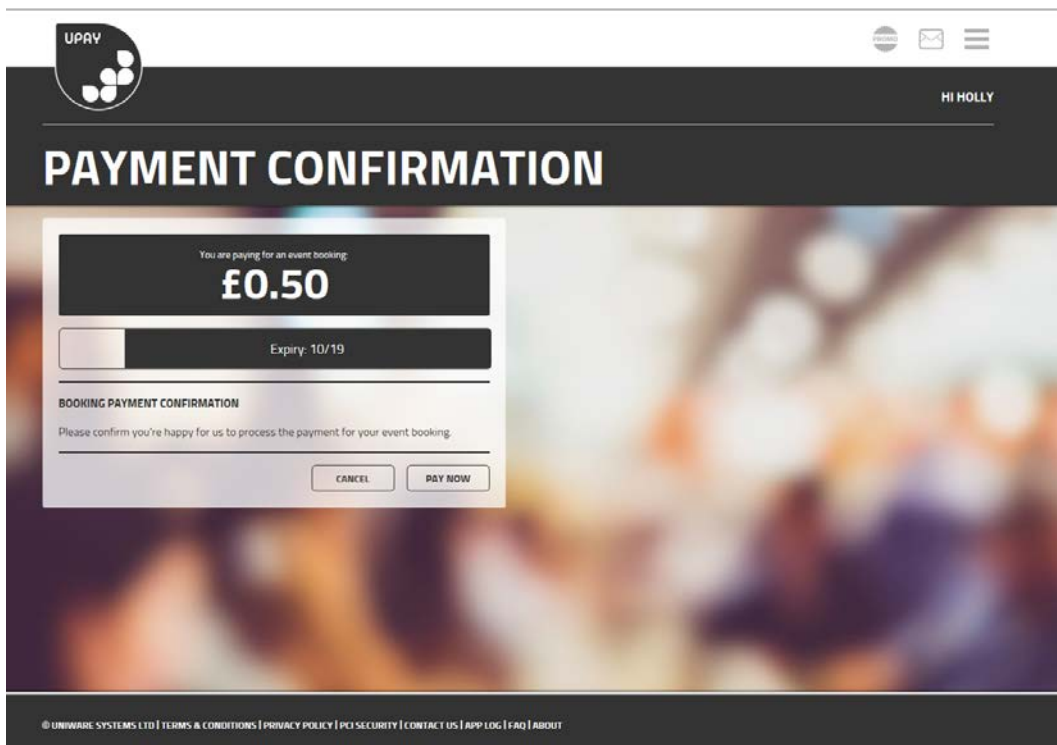 UPAY
PROMO
HI HOLLY
PAYMENT CONFIRMATION
You are paying for an event booking:
£0.50
Expiry: 10/19
BOOKING PAYMENT CONFIRMATION
Please confirm you're happy for us to process the payment for your event booking.
CANCEL PAY NOW
© UNIWARE SYSTEMS LTD | TERMS & CONDITIONS | PRIVACY POLICY | PCI SECURITY | CONTACT US | APP LOG | FAQ | ABOUT